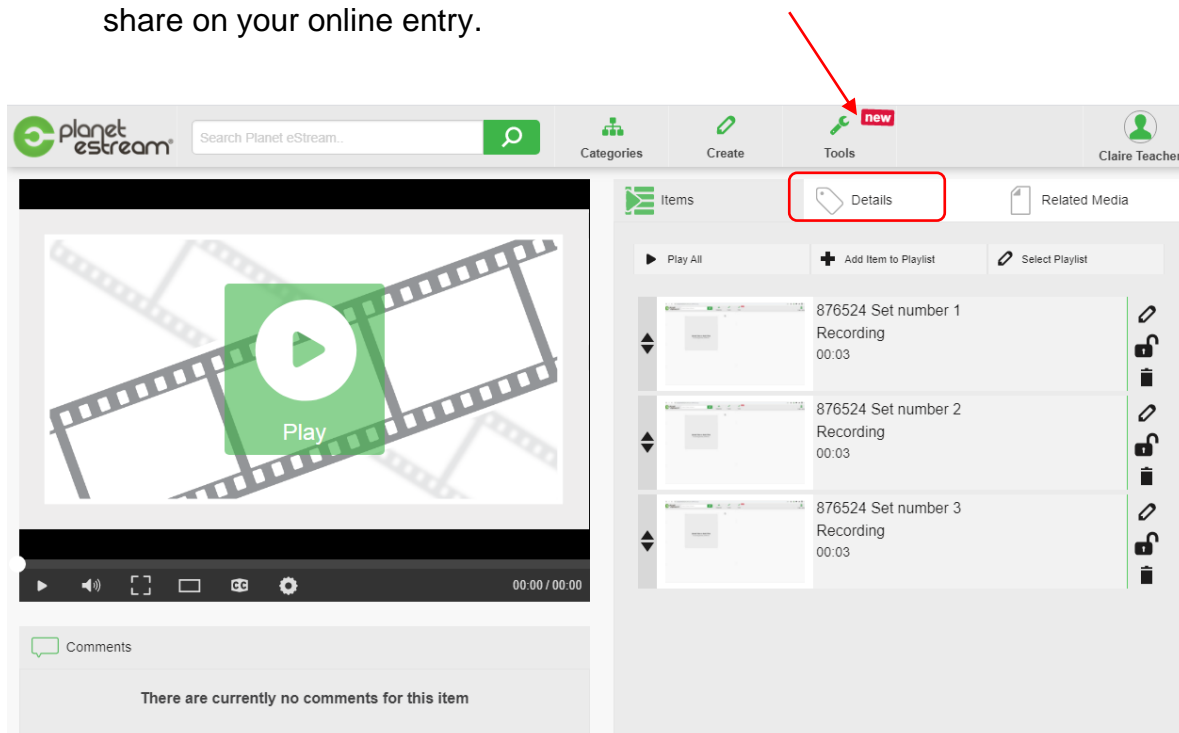 share on your online entry.
planet estream®
Search Planet eStream..
Categories
Create
Tools
new
Claire Teacher
Items
Details
Related Media
Play All
Add Item to Playlist
Select Playlist
Play
876524 Set number 1
Recording
00:03
876524 Set number 2
Recording
00:03
876524 Set number 3
Recording
00:03
CC
00:00 / 00:00
Comments
There are currently no comments for this item